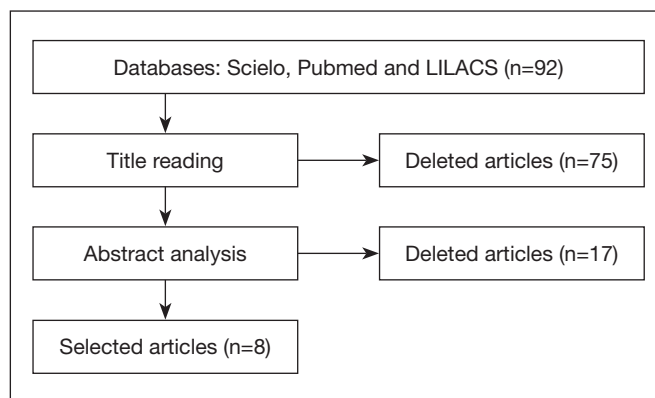 Databases: Scielo, Pubmed and LILACS (n=92)
Title reading
Deleted articles (n=75)
Abstract analysis
Deleted articles (n=17)
Selected articles (n=8)